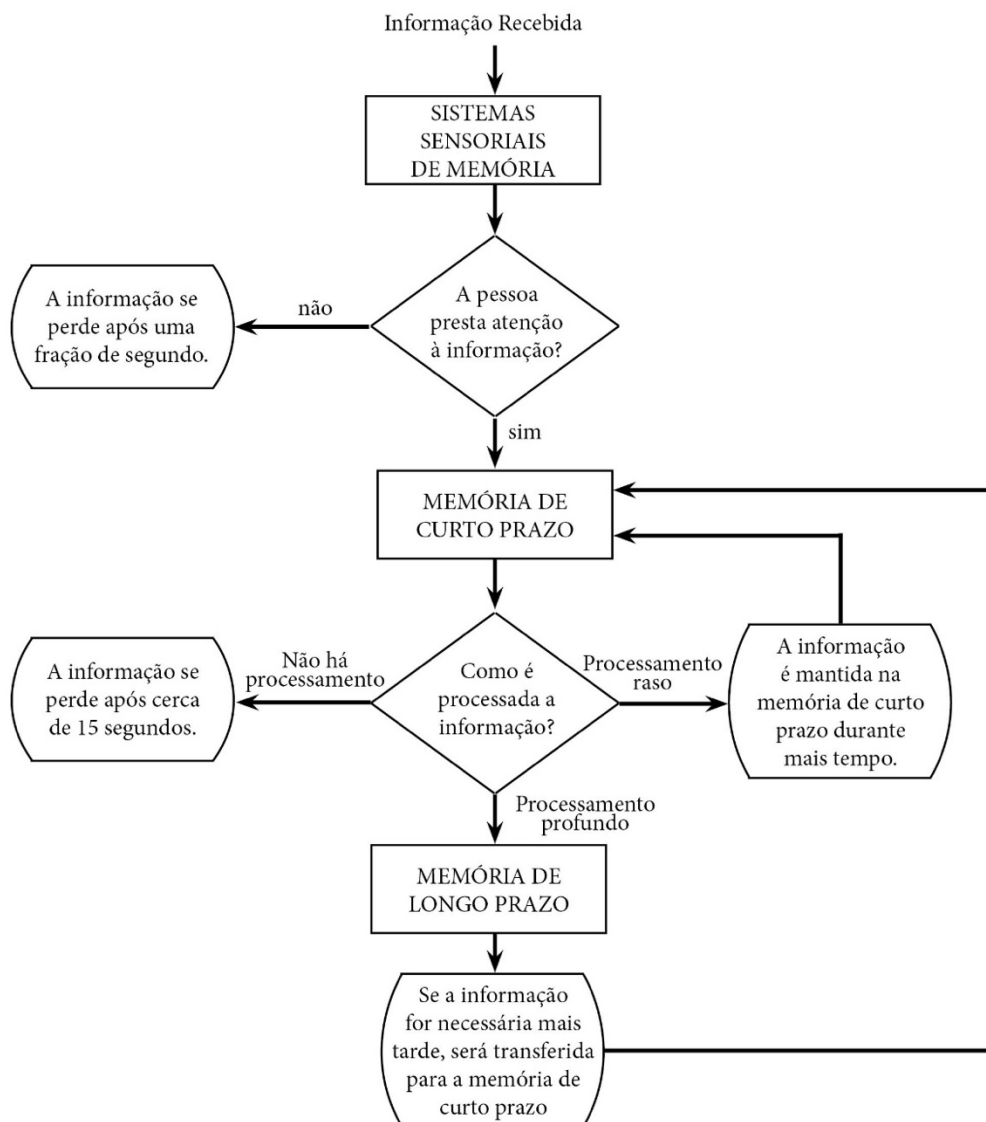 Informação Recebida
SISTEMAS
SENSORIAIS
DE MEMÓRIA
A pessoa
presta atenção
à informação?
não
A informação se
perde após uma
fração de segundo.
sim
MEMÓRIA DE
CURTO PRAZO
Como é
processada a
informação?
Não há
processamento
A informação se
perde após cerca
de 15 segundos.
Processamento
raso
A informação
é mantida na
memória de curto
prazo durante
mais tempo.
Processamento
profundo
MEMÓRIA DE
LONGO PRAZO
Se a informação
for necessária mais
tarde, será transferida
para a memória de
curto prazo